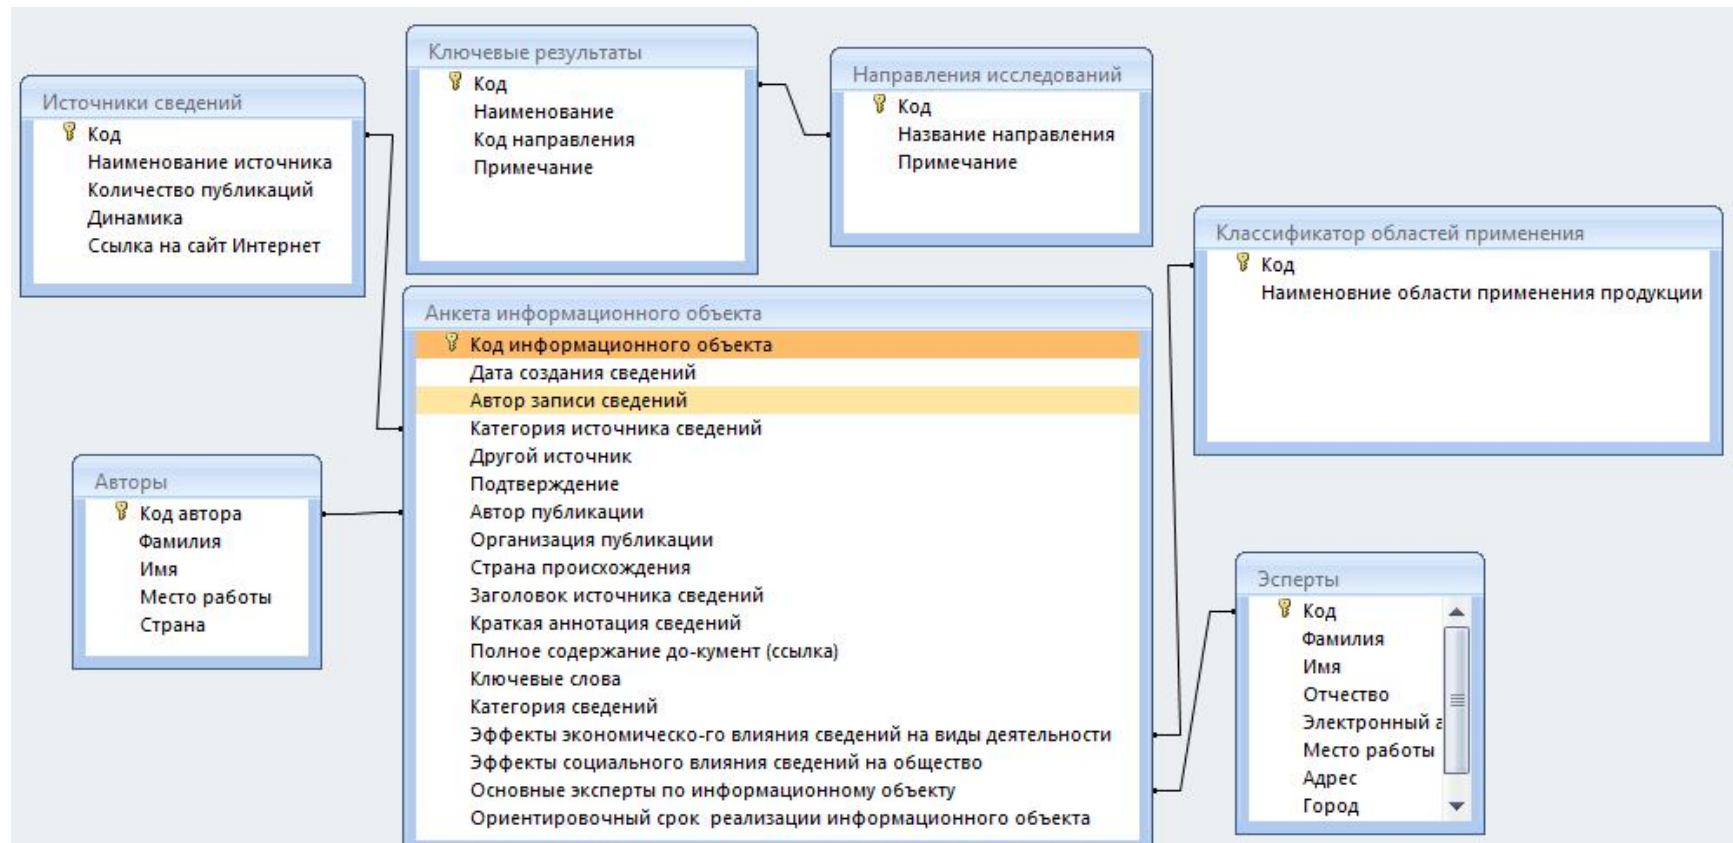 Источники сведений
Код
Наименование источника
Количество публикаций
Динамика
Ссылка на сайт Интернет
Ключевые результаты
Код
Наименование
Код направления
Примечание
Направления исследований
Код
Название направления
Примечание
Классификатор областей применения
Код
Наименовние области применения продукции
Анкета информационного объекта
Код информационного объекта
Дата создания сведений
Автор записи сведений
Категория источника сведений
Другой источник
Подтверждение
Автор публикации
Организация публикации
Страна происхождения
Заголовок источника сведений
Краткая аннотация сведений
Полное содержание до-кумент (ссылка)
Ключевые слова
Категория сведений
Эффекты экономическо-го влияния сведений на виды деятельности
Эффекты социального влияния сведений на общество
Основные эксперты по информационному объекту
Ориентировочный срок реализации информационного объекта
Авторы
Код автора
Фамилия
Имя
Место работы
Страна
Эсперты
Код
Фамилия
Имя
Отчество
Электронный а
Место работы
Адрес
Город